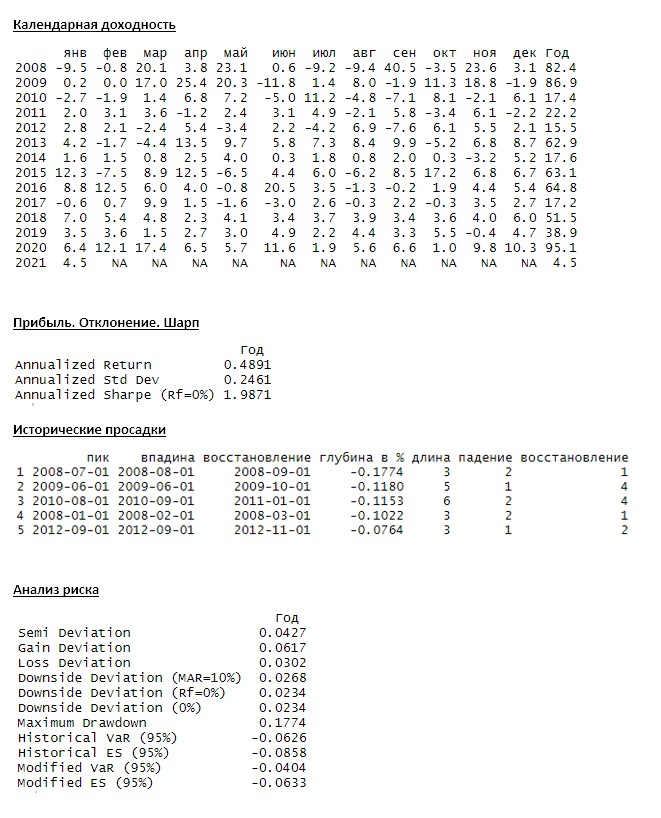 Календарная доходность
янв фев мар апр май июн июл авг сен окт ноя дек Год
2008 -9.5 -0.8 20.1 3.8 23.1 0.6 -9.2 -9.4 40.5 -3.5 23.6 3.1 82.4
2009 0.2 0.0 17.0 25.4 20.3 -11.8 1.4 8.0 -1.9 11.3 18.8 -1.9 86.9
2010 -2.7 -1.9 1.4 6.8 7.2 -5.0 11.2 -4.8 -7.1 8.1 -2.1 6.1 17.4
2011 2.0 3.1 3.6 -1.2 2.4 3.1 4.9 -2.1 5.8 -3.4 6.1 -2.2 22.2
2012 2.8 2.1 -2.4 5.4 -3.4 2.2 -4.2 6.9 -7.6 6.1 5.5 2.1 15.5
2013 4.2 -1.7 -4.4 13.5 9.7 5.8 7.3 8.4 9.9 -5.2 6.8 8.7 62.9
2014 1.6 1.5 0.8 2.5 4.0 0.3 1.8 0.8 2.0 0.3 -3.2 5.2 17.6
2015 12.3 -7.5 8.9 12.5 -6.5 4.4 6.0 -6.2 8.5 17.2 6.8 6.7 63.1
2016 8.8 12.5 6.0 4.0 -0.8 20.5 3.5 -1.3 -0.2 1.9 4.4 5.4 64.8
2017 -0.6 0.7 9.9 1.5 -1.6 -3.0 2.6 -0.3 2.2 -0.3 3.5 2.7 17.2
2018 7.0 5.4 4.8 2.3 4.1 3.4 3.7 3.9 3.4 3.6 4.0 6.0 51.5
2019 3.5 3.6 1.5 2.7 3.0 4.9 2.2 4.4 3.3 5.5 -0.4 4.7 38.9
2020 6.4 12.1 17.4 6.5 5.7 11.6 1.9 5.6 6.6 1.0 9.8 10.3 95.1
2021 4.5 NA NA NA NA NA NA NA NA NA NA NA 4.5
Прибыль. Отклонение. Шарп
Год
Annualized Return 0.4891
Annualized Std Dev 0.2461
Annualized Sharpe (Rf=0%) 1.9871
Исторические просадки
пик впадина восстановление глубина в % длина падение восстановление
1 2008-07-01 2008-08-01 2008-09-01 -0.1774 3 2 1
2 2009-06-01 2009-06-01 2009-10-01 -0.1180 5 1 4
3 2010-08-01 2010-09-01 2011-01-01 -0.1153 6 2 4
4 2008-01-01 2008-02-01 2008-03-01 -0.1022 3 2 1
5 2012-09-01 2012-09-01 2012-11-01 -0.0764 3 1 2
Анализ риска
Год
Semi Deviation 0.0427
Gain Deviation 0.0617
Loss Deviation 0.0302
Downside Deviation (MAR=10%) 0.0268
Downside Deviation (Rf=0%) 0.0234
Downside Deviation (0%) 0.0234
Maximum Drawdown 0.1774
Historical VaR (95%) -0.0626
Historical ES (95%) -0.0858
Modified VaR (95%) -0.0404
Modified ES (95%) -0.0633